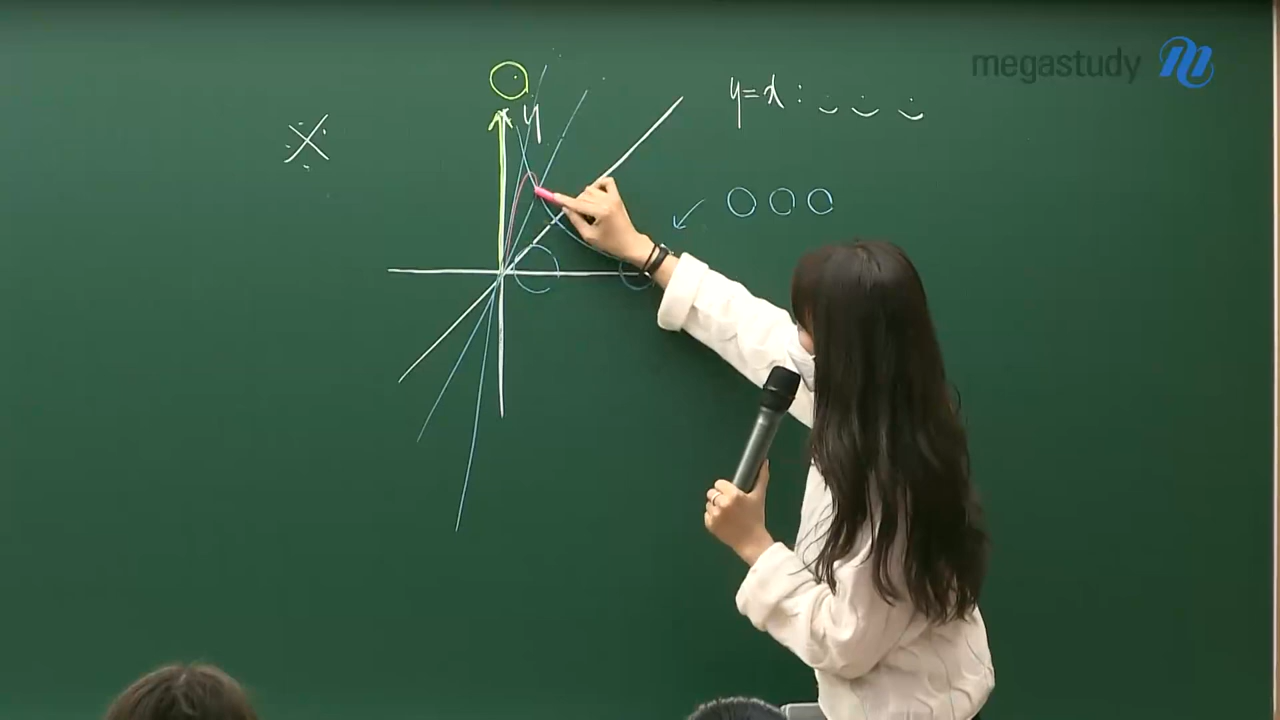 megastudy
y
y=x :
○○○